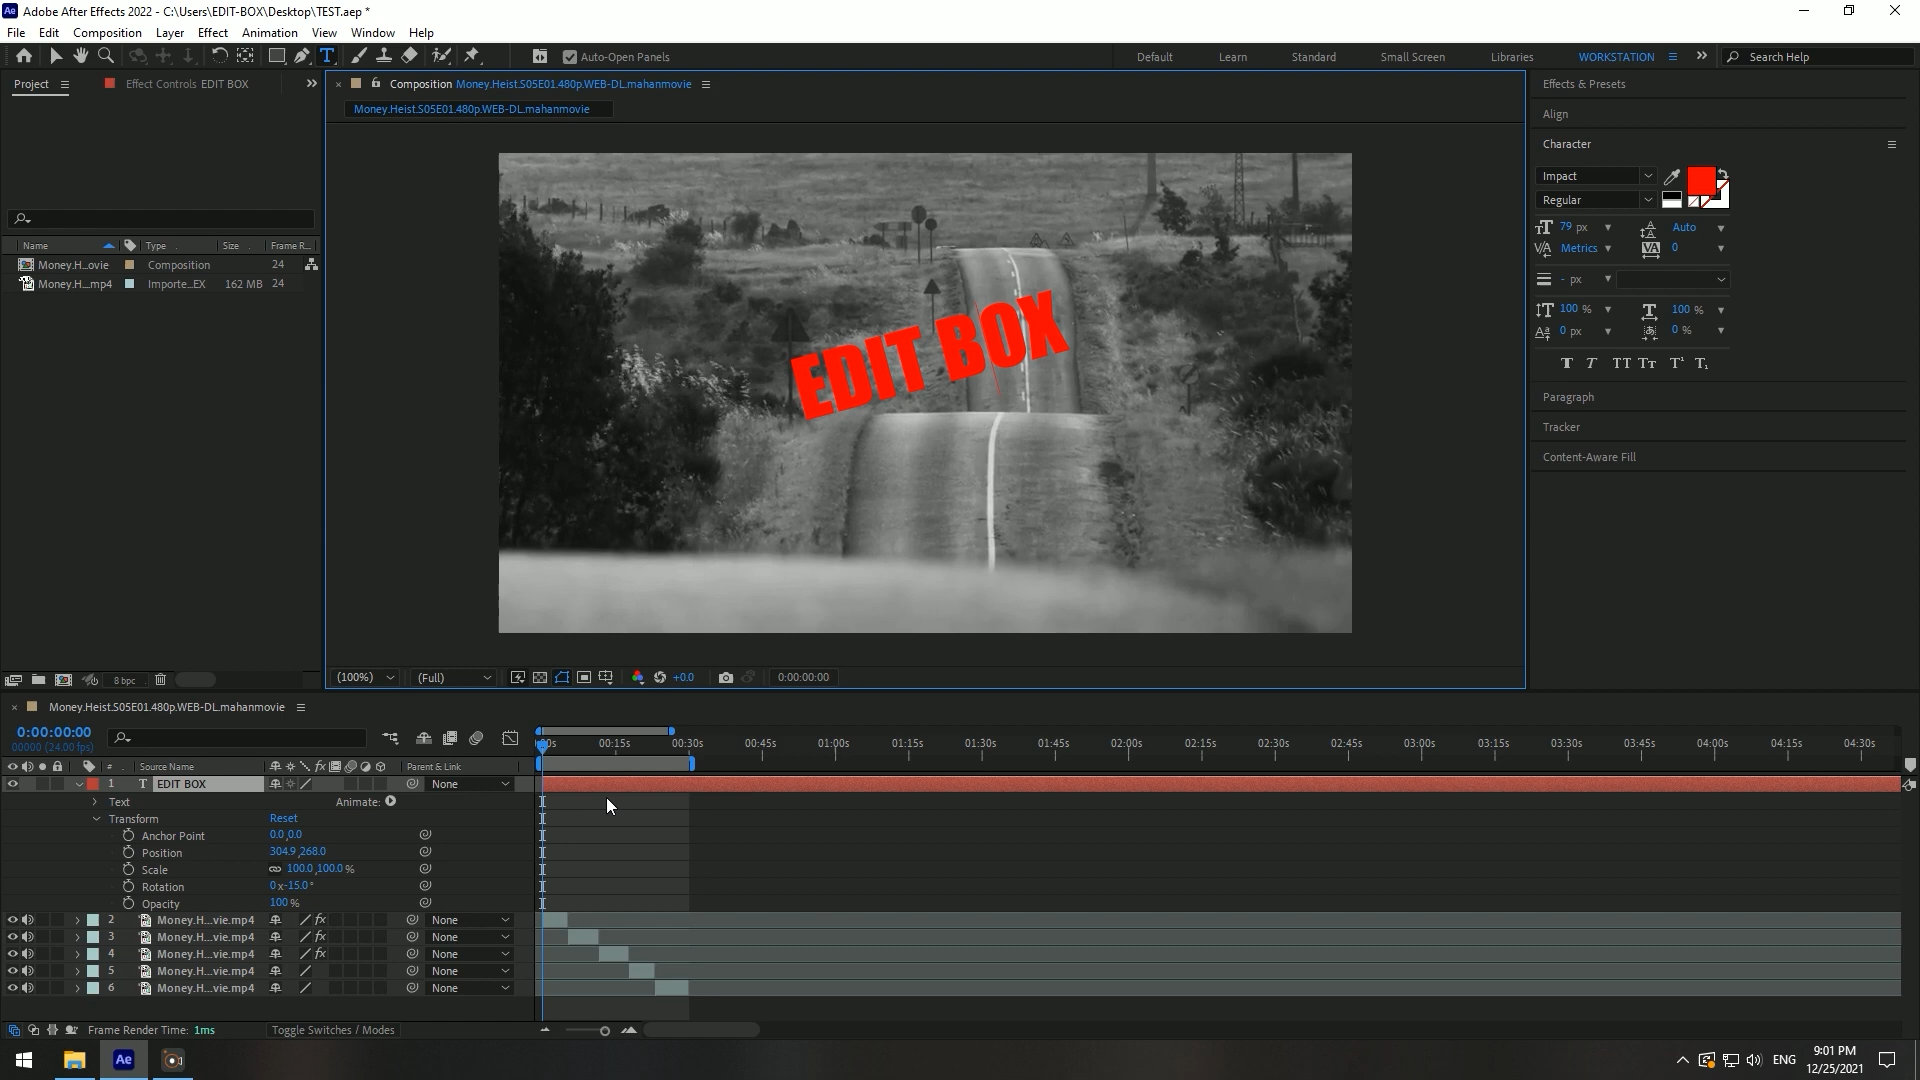 Adobe After Effects 2022 - C:\Users\EDIT-BOX\Desktop\TEST.aep *
File Edit Composition Layer Effect Animation View Window Help
Auto-Open Panels
Default Learn Standard Small Screen Libraries WORKSTATION Search Help
Project Effect Controls EDIT BOX
Composition Money.Heist.S05E01.480p.WEB-DL.mahanmovie
Money.Heist.S05E01.480p.WEB-DL.mahanmovie
Name Type Size Frame R...
Money.H...ovie Composition 24
Money.H...mp4 Importe...EX 162 MB 24
EDIT BOX
Effects & Presets
Align
Character
Impact
Regular
79 px Auto
Metrics 0
- px
100 % 100 %
0 px 0 %
T T TT Tt T' T,
Paragraph
Tracker
Content-Aware Fill
8 bpc
(100%) (Full) +0.0 0:00:00:00
Money.Heist.S05E01.480p.WEB-DL.mahanmovie
0:00:00:00
00000 (24.00 fps)
00:15s 00:30s 00:45s 01:00s 01:15s 01:30s 01:45s 02:00s 02:15s 02:30s 02:45s 03:00s 03:15s 03:30s 03:45s 04:00s 04:15s 04:30s
# Source Name fx Parent & Link
1 T EDIT BOX None
Text Animate:
Transform Reset
Anchor Point 0.0,0.0
Position 304.9,268.0
Scale 100.0,100.0 %
Rotation 0x-15.0°
Opacity 100 %
2 Money.H...vie.mp4 fx None
3 Money.H...vie.mp4 fx None
4 Money.H...vie.mp4 fx None
5 Money.H...vie.mp4 None
6 Money.H...vie.mp4 None
Frame Render Time: 1ms Toggle Switches / Modes
Ae
ENG
9:01 PM
12/25/2021